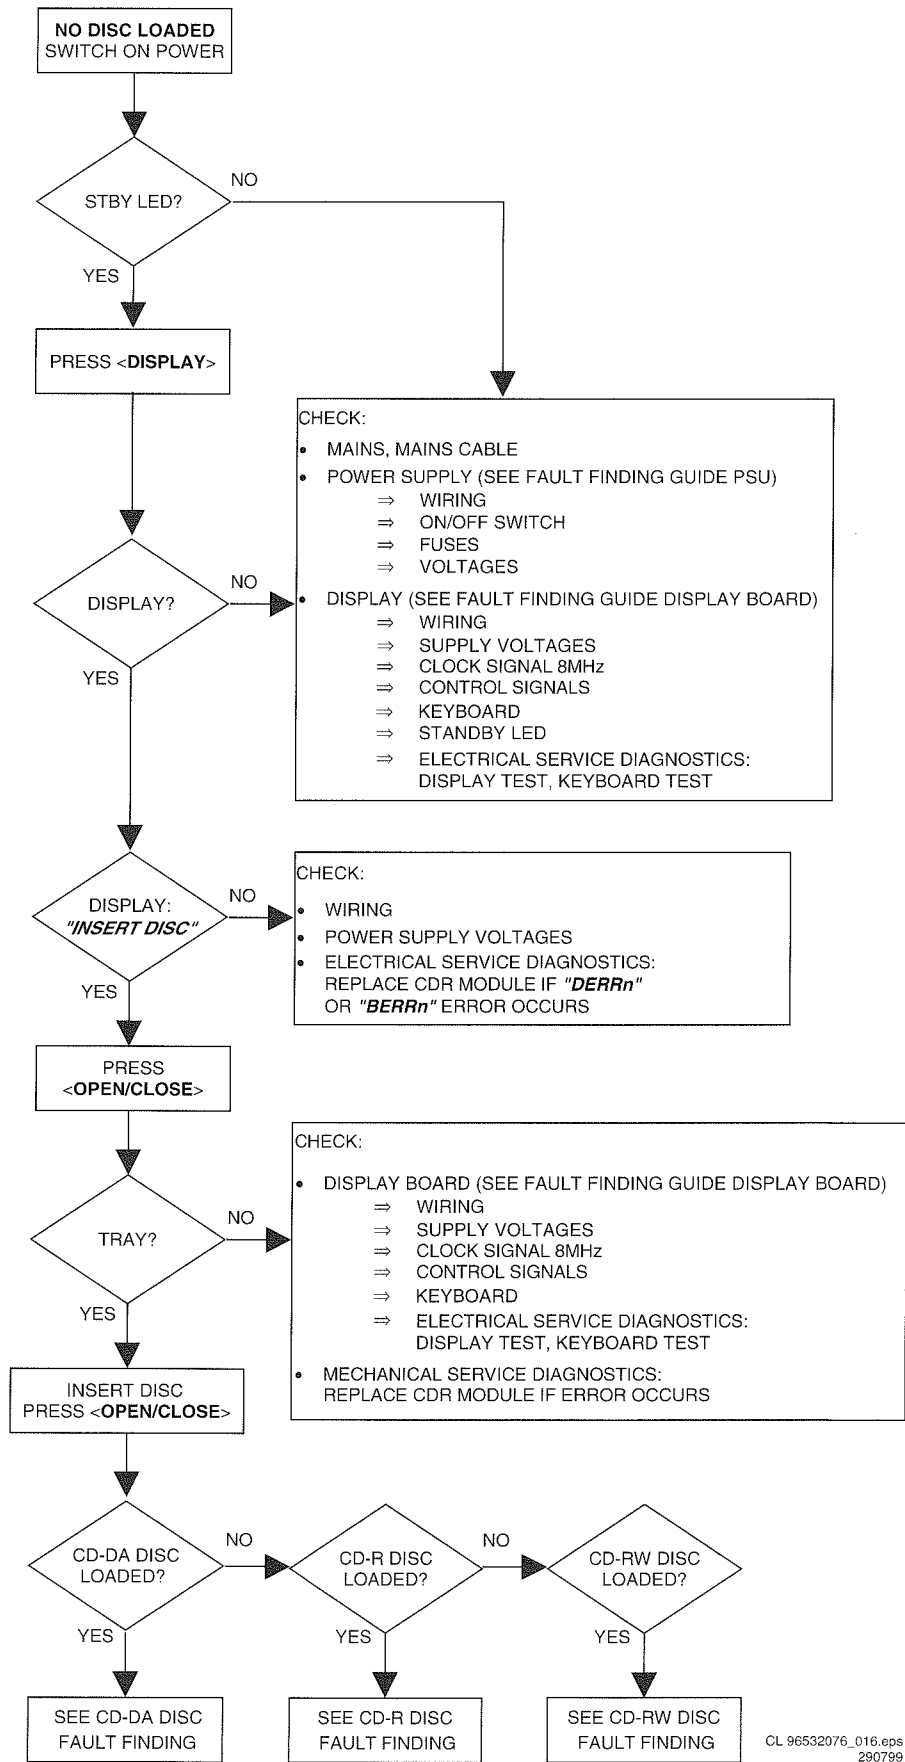 NO DISC LOADED
SWITCH ON POWER
STBY LED?
NO
YES
PRESS <DISPLAY>
CHECK:
• MAINS, MAINS CABLE
• POWER SUPPLY (SEE FAULT FINDING GUIDE PSU)
⇒ WIRING
⇒ ON/OFF SWITCH
⇒ FUSES
⇒ VOLTAGES
• DISPLAY (SEE FAULT FINDING GUIDE DISPLAY BOARD)
⇒ WIRING
⇒ SUPPLY VOLTAGES
⇒ CLOCK SIGNAL 8MHz
⇒ CONTROL SIGNALS
⇒ KEYBOARD
⇒ STANDBY LED
⇒ ELECTRICAL SERVICE DIAGNOSTICS:
DISPLAY TEST, KEYBOARD TEST
DISPLAY?
NO
YES
DISPLAY:
"INSERT DISC"
NO
YES
CHECK:
• WIRING
• POWER SUPPLY VOLTAGES
• ELECTRICAL SERVICE DIAGNOSTICS:
REPLACE CDR MODULE IF "DERRn"
OR "BERRn" ERROR OCCURS
PRESS
<OPEN/CLOSE>
TRAY?
NO
YES
CHECK:
• DISPLAY BOARD (SEE FAULT FINDING GUIDE DISPLAY BOARD)
⇒ WIRING
⇒ SUPPLY VOLTAGES
⇒ CLOCK SIGNAL 8MHz
⇒ CONTROL SIGNALS
⇒ KEYBOARD
⇒ ELECTRICAL SERVICE DIAGNOSTICS:
DISPLAY TEST, KEYBOARD TEST
• MECHANICAL SERVICE DIAGNOSTICS:
REPLACE CDR MODULE IF ERROR OCCURS
INSERT DISC
PRESS <OPEN/CLOSE>
CD-DA DISC
LOADED?
NO
YES
CD-R DISC
LOADED?
NO
YES
CD-RW DISC
LOADED?
YES
SEE CD-DA DISC
FAULT FINDING
SEE CD-R DISC
FAULT FINDING
SEE CD-RW DISC
FAULT FINDING
CL 96532076_016.eps
290799